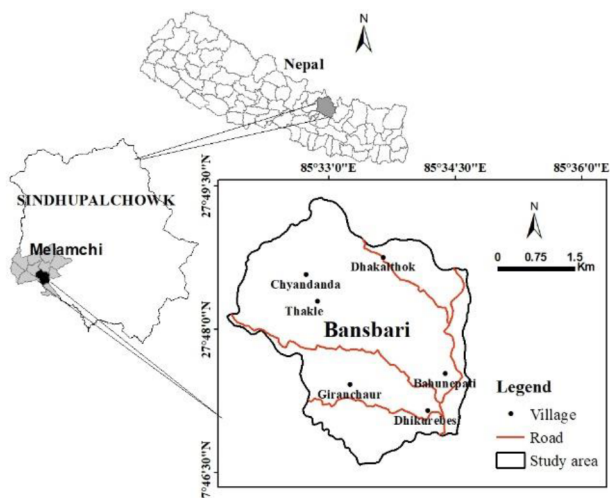 N
Nepal
85°33'0"E
85°34'30"E
85°36'0"E
SINDHUPALCHOWK
Melamchi
27°49'30"N
27°48'0"N
27°46'30"N
N
0 0.75 1.5
Km
Dhakalthok
Chyandanda
Thakle
Bansbari
Bahunepati
Giranchaur
Dhikurebesi
Legend
Village
Road
Study area